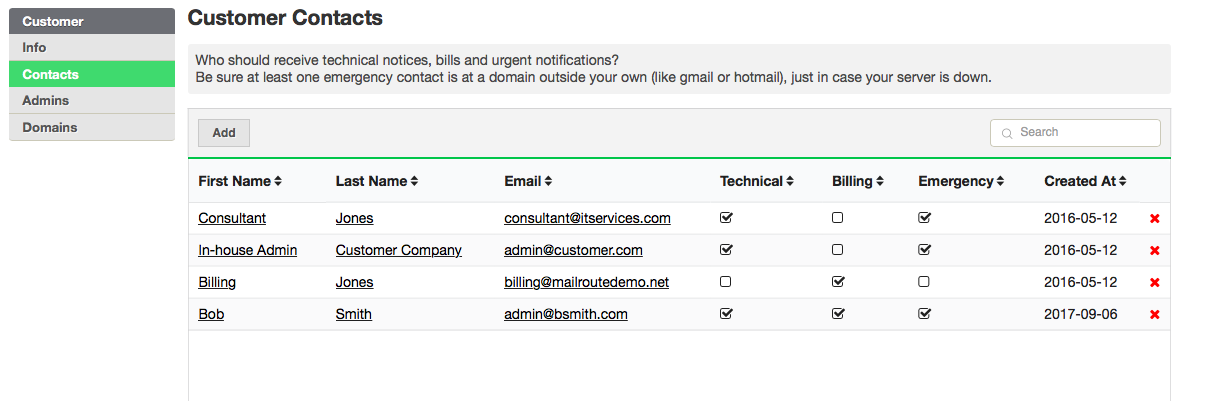 Customer
Info
Contacts
Admins
Domains
Customer Contacts
Who should receive technical notices, bills and urgent notifications?
Be sure at least one emergency contact is at a domain outside your own (like gmail or hotmail), just in case your server is down.
Add
Search
First Name Last Name Email Technical Billing Emergency Created At
Consultant Jones consultant@itservices.com 2016-05-12
In-house Admin Customer Company admin@customer.com 2016-05-12
Billing Jones billing@mailroutedemo.net 2016-05-12
Bob Smith admin@bsmith.com 2017-09-06